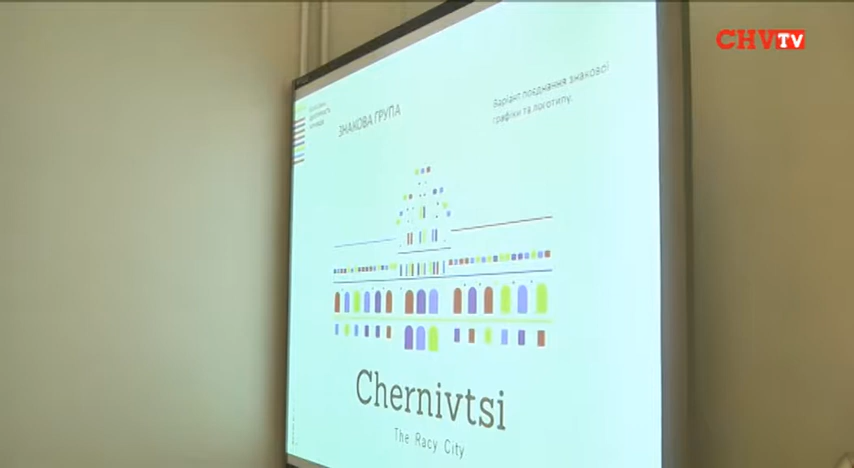 CHVTV
ЗНАКОВА ГРУПА
Варіант поєднання знакової
графіки та логотипу.
Chernivtsi
The Racy City